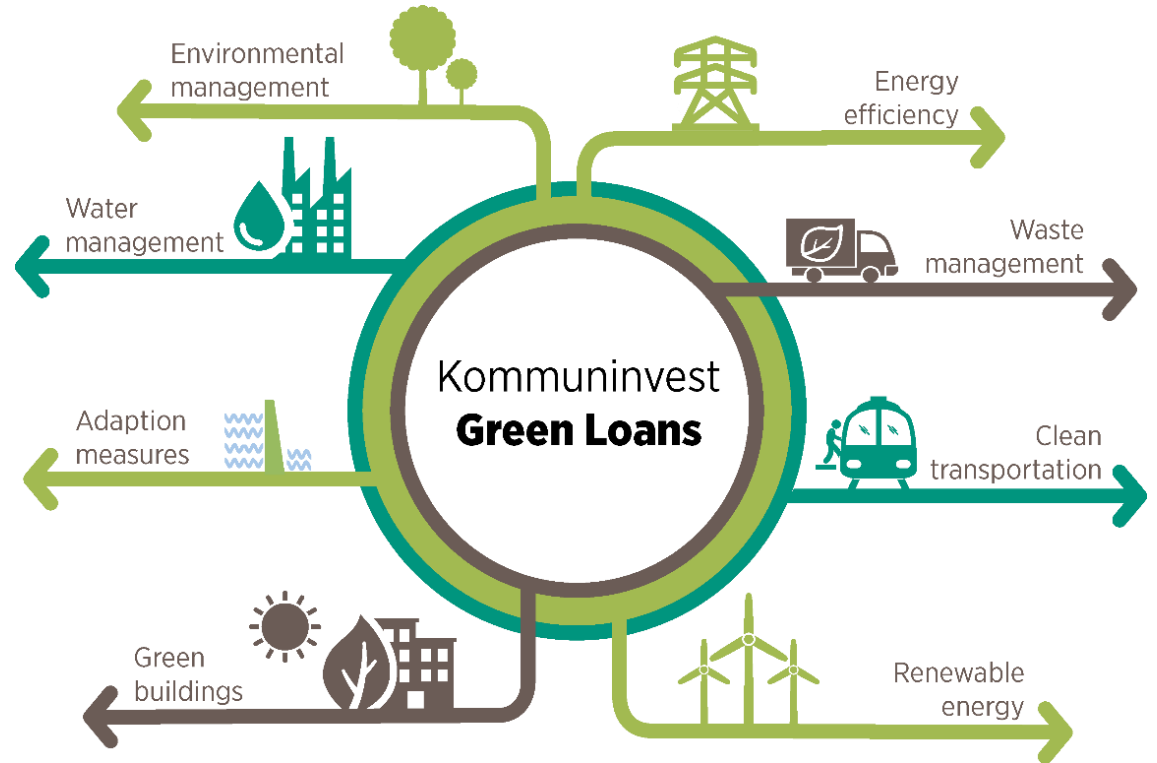 Environmental
management
Energy
efficiency
Water
management
Waste
management
Kommuninvest
Green Loans
Adaption
measures
Clean
transportation
Green
buildings
Renewable
energy